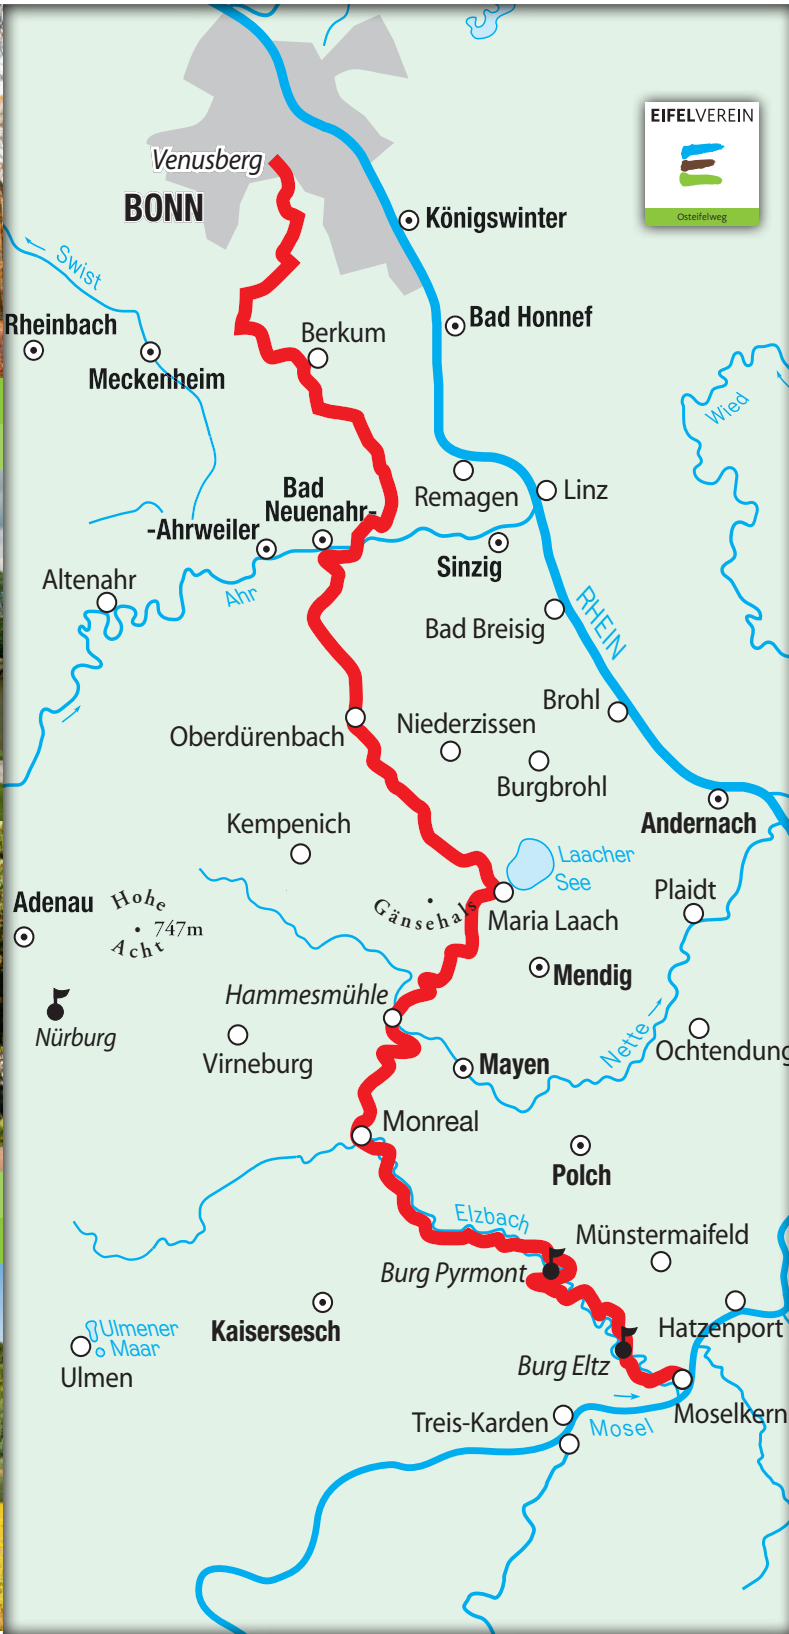 EIFELVEREIN
Osteifelweg
Venusberg
BONN
Königswinter
Swist
Rheinbach
Bad Honnef
Berkum
Meckenheim
Wied
Remagen
Linz
Bad
Neuenahr-
-Ahrweiler
Sinzig
Altenahr
Ahr
RHEIN
Bad Breisig
Brohl
Oberdürenbach
Niederzissen
Burgbrohl
Andernach
Kempenich
Laacher
See
Plaidt
Adenau
Hohe
747m
Acht
Gänsehals
Maria Laach
Mendig
Hammesmühle
Nürburg
Virneburg
Nette
Ochtendung
Mayen
Monreal
Polch
Elzbach
Münstermaifeld
Burg Pyrmont
Hatzenport
Kaisersesch
Ulmener
Maar
Ulmen
Burg Eltz
Moselkern
Treis-Karden
Mosel